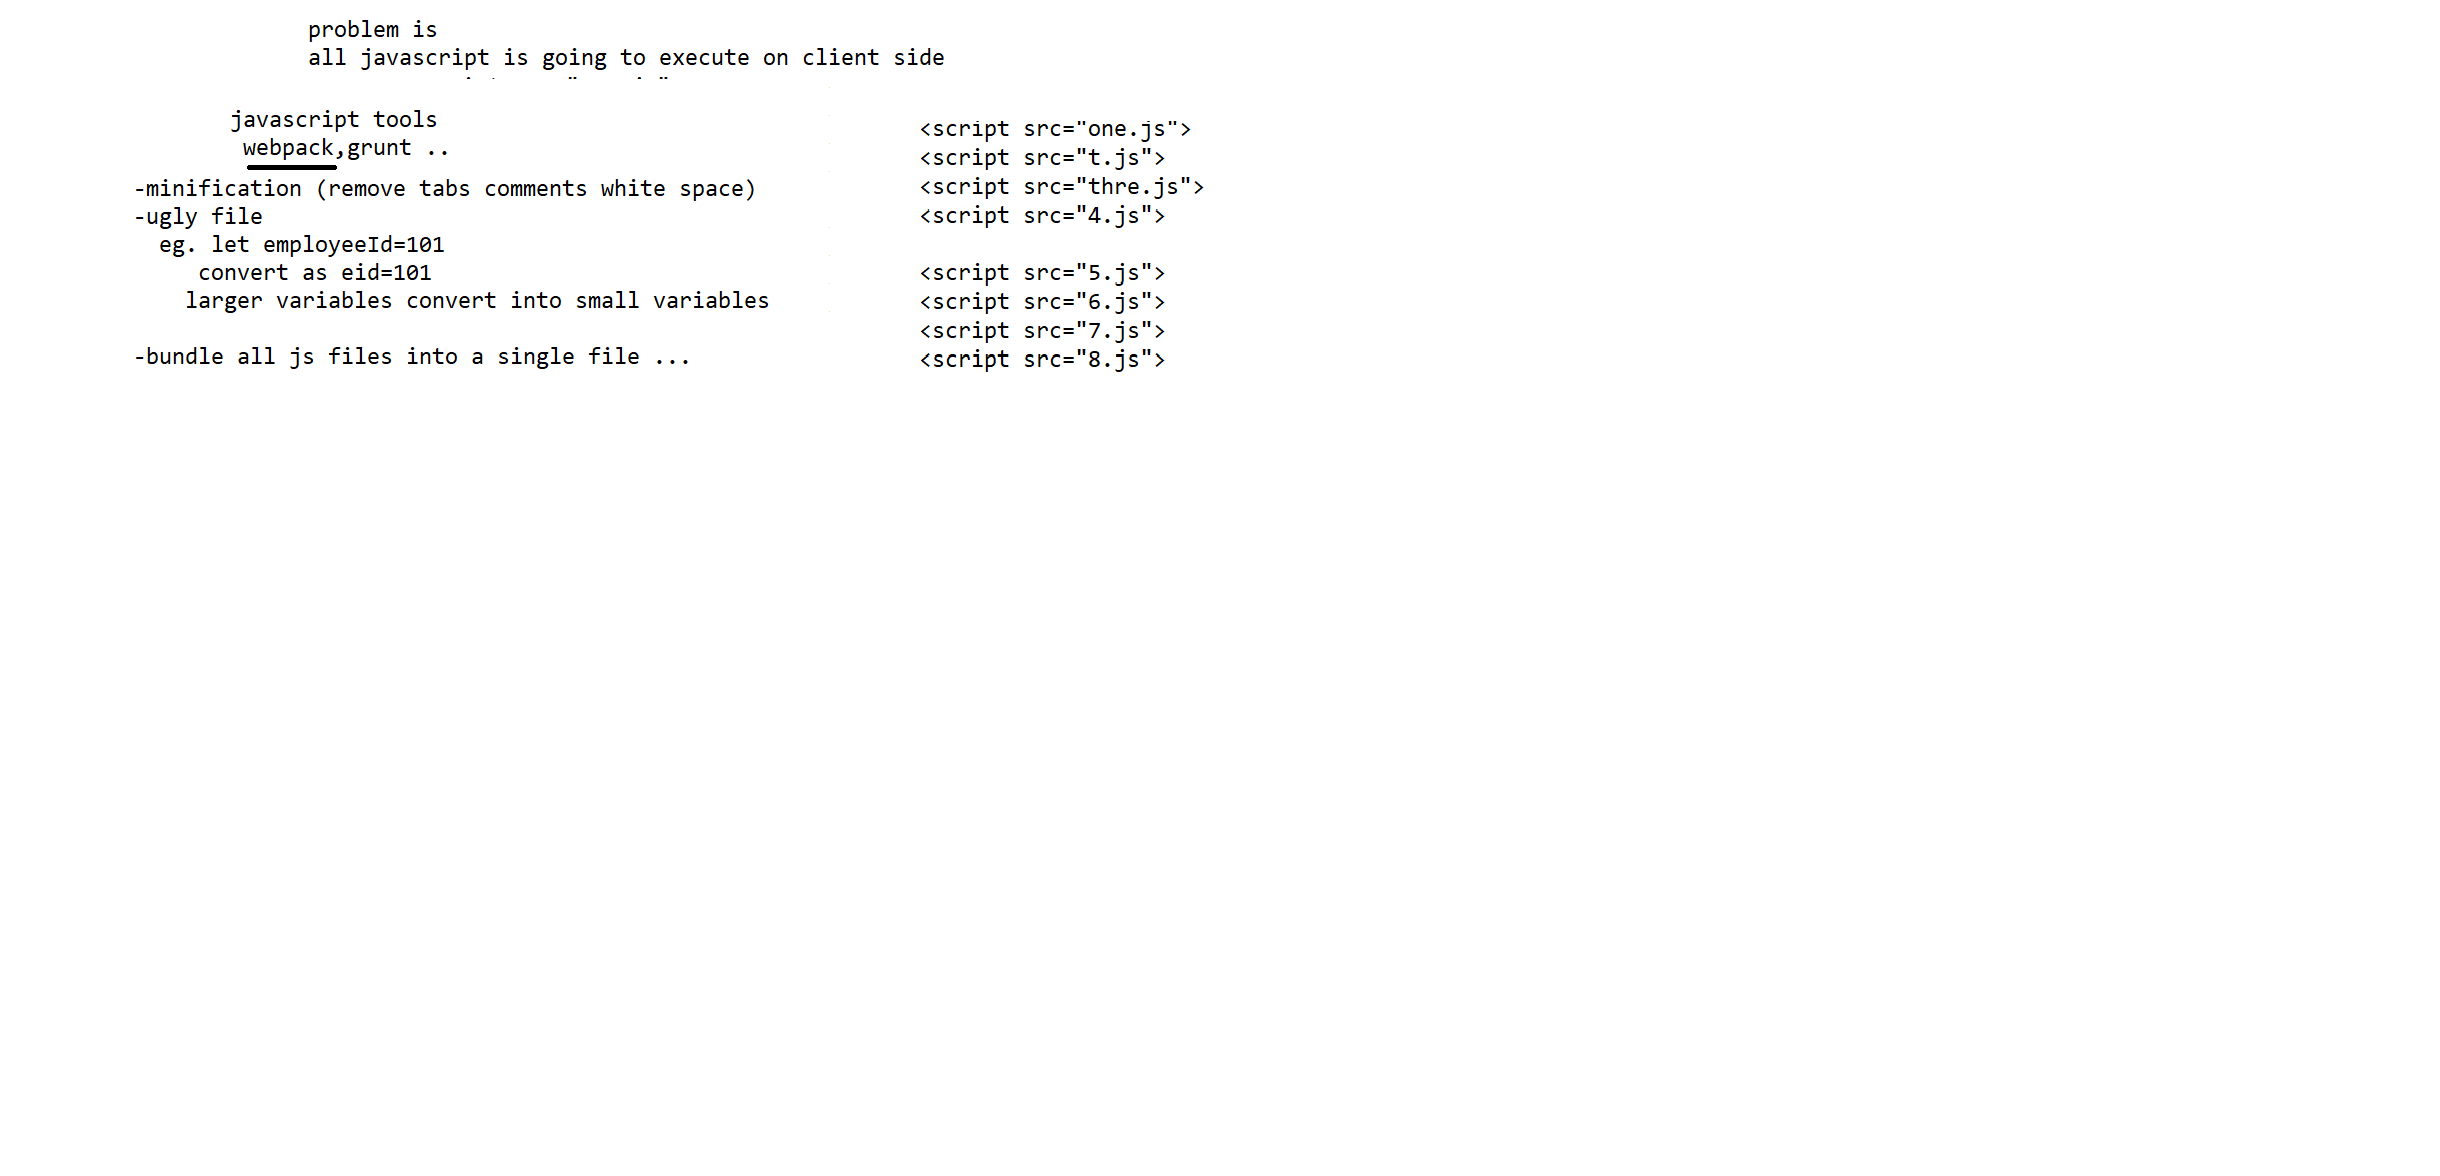 problem is
all javascript is going to execute on client side
javascript tools
webpack,grunt ..
-minification (remove tabs comments white space)
-ugly file
eg. let employeeId=101
convert as eid=101
larger variables convert into small variables
-bundle all js files into a single file ...
<script src="one.js">
<script src="t.js">
<script src="thre.js">
<script src="4.js">
<script src="5.js">
<script src="6.js">
<script src="7.js">
<script src="8.js">